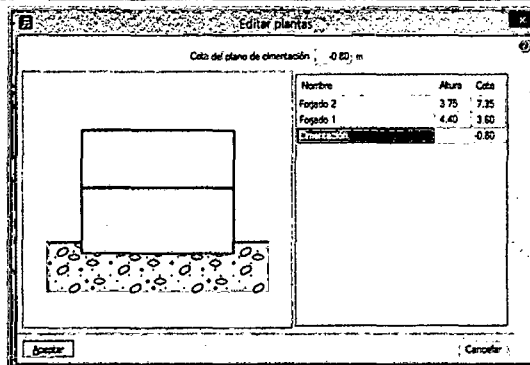 Editar plantas
Cota del plano de cimentación -0.80 m
Nombre Altura Cota
Forjado 2 3.75 7.35
Forjado 1 4.40 3.60
Cimentación -0.80
Aceptar Cancelar